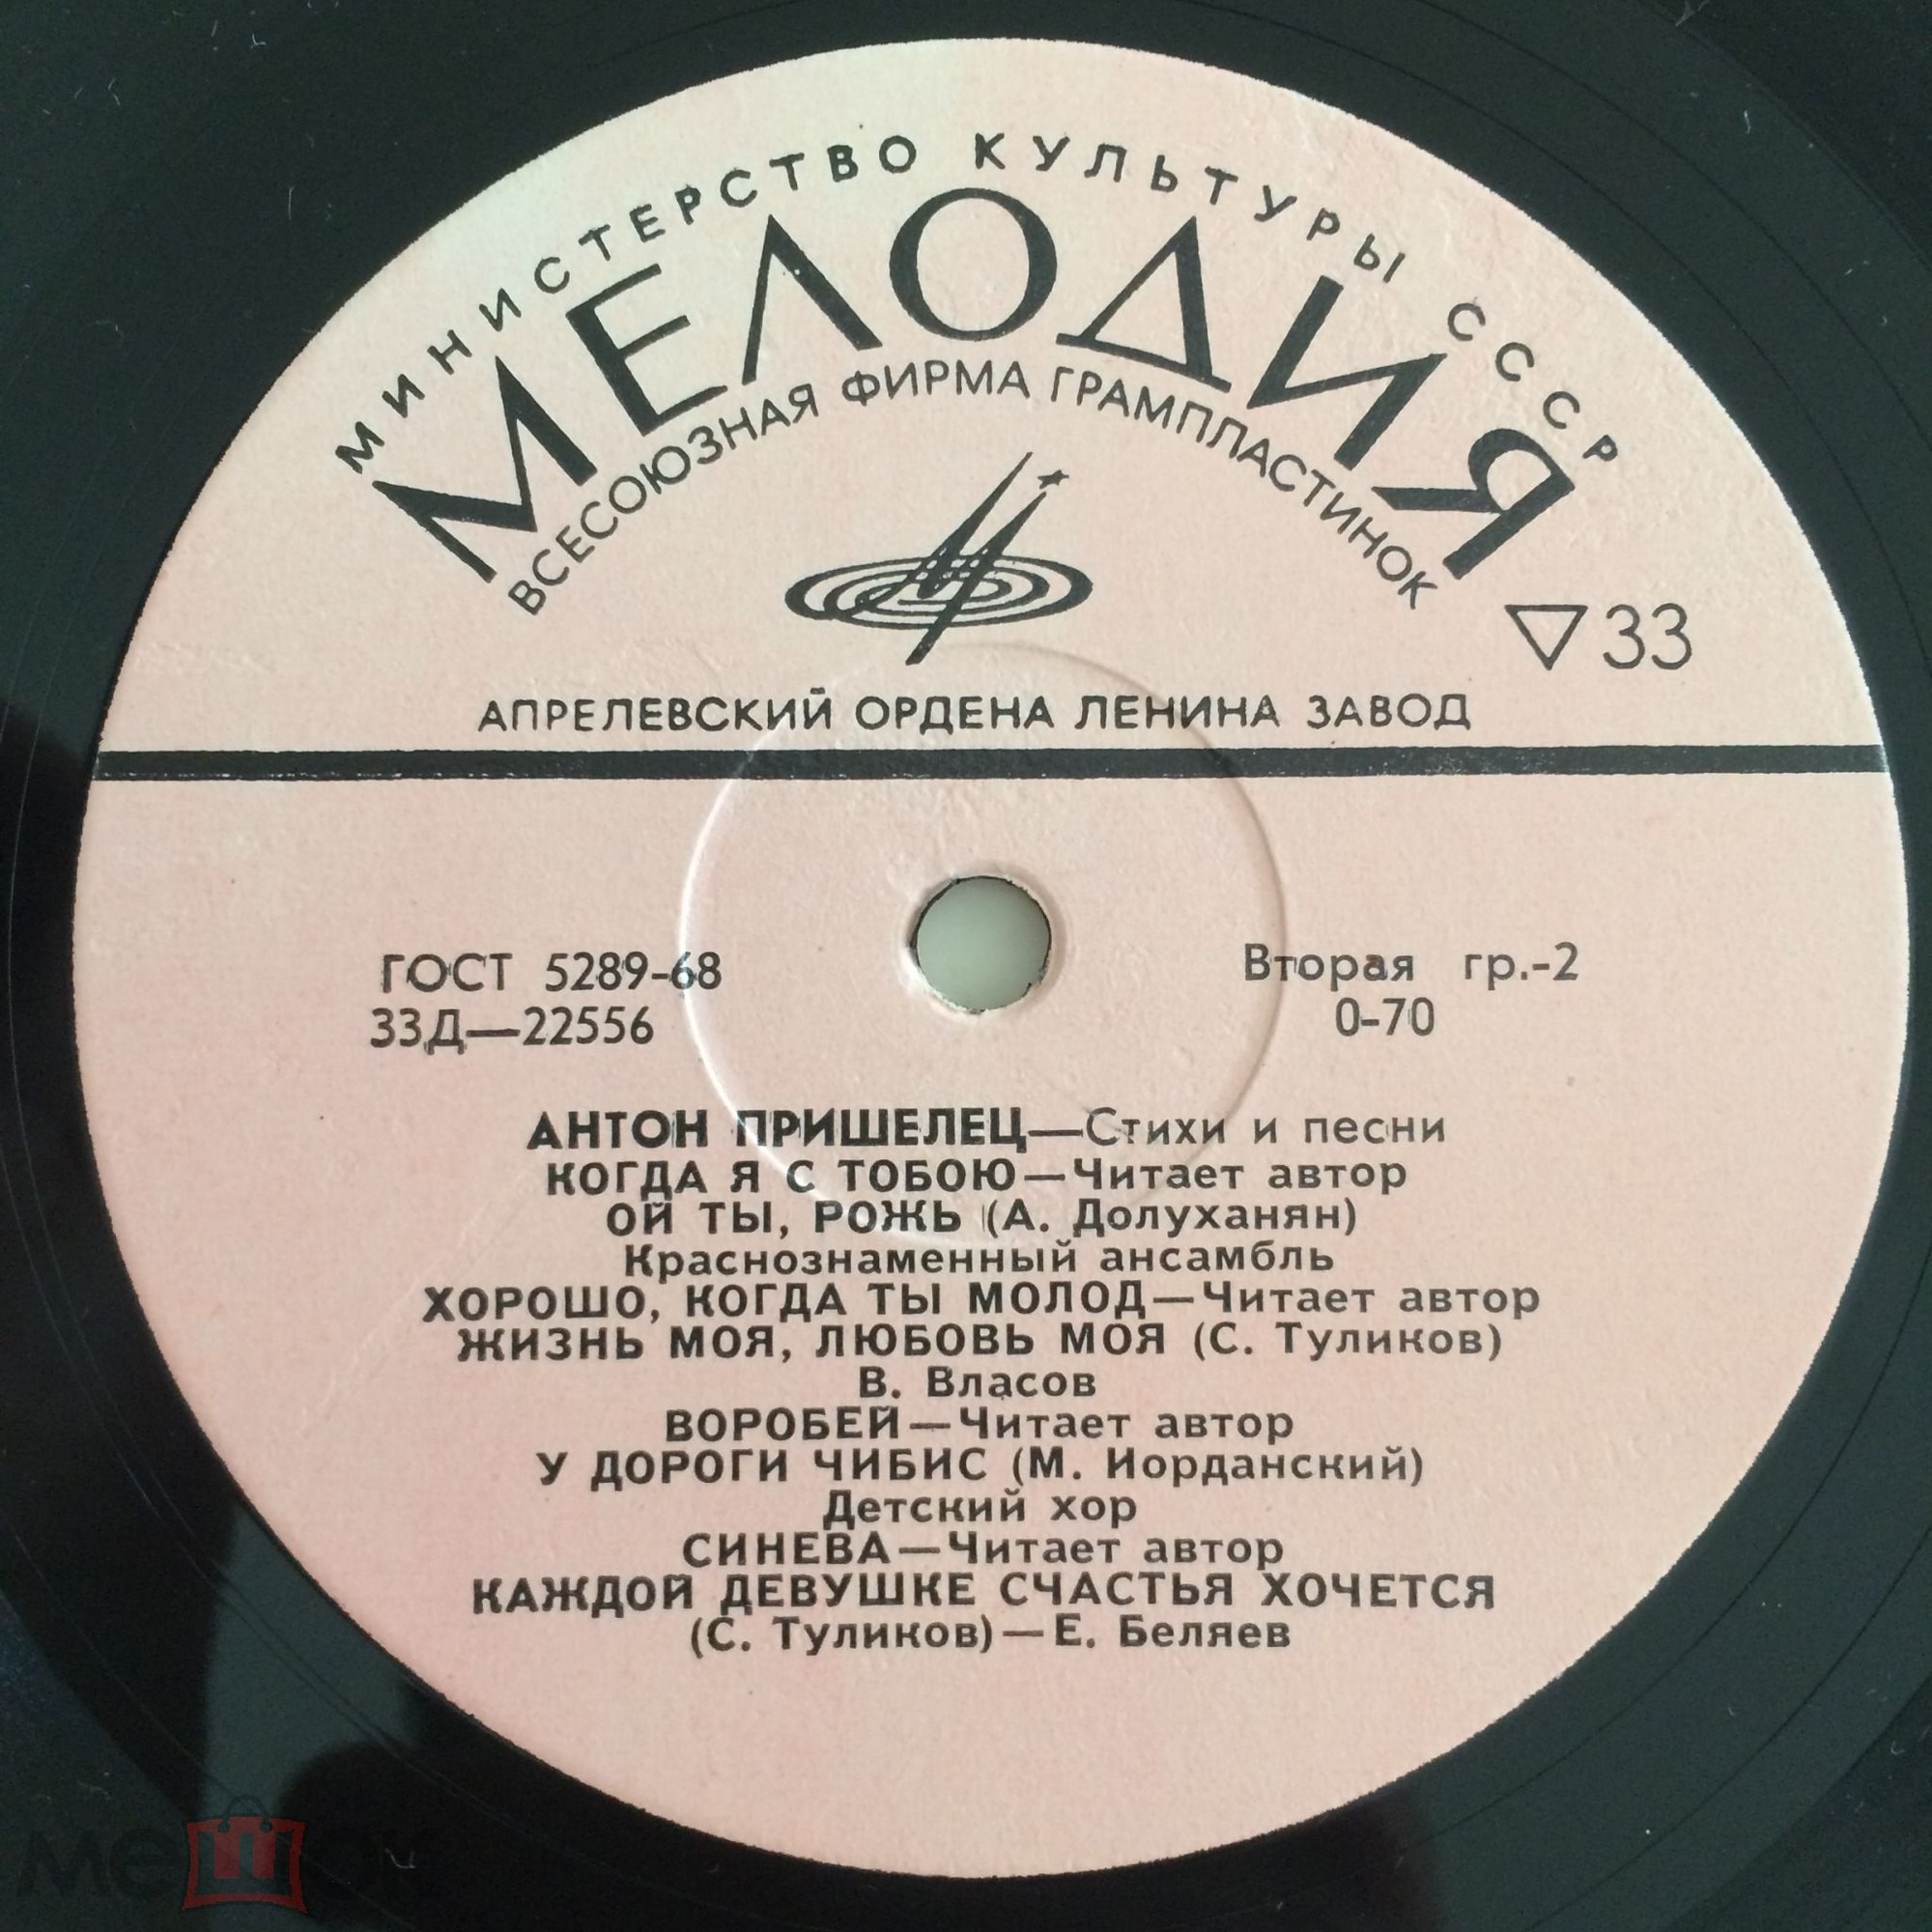 МИНИСТЕРСТВО КУЛЬТУРЫ СССР
МЕЛОДИЯ
ВСЕСОЮЗНАЯ ФИРМА ГРАМПЛАСТИНОК
▽33
АПРЕЛЕВСКИЙ ОРДЕНА ЛЕНИНА ЗАВОД
ГОСТ 5289-68
33Д—22556
Вторая гр.-2
0-70
АНТОН ПРИШЕЛЕЦ—Стихи и песни
КОГДА Я С ТОБОЮ—Читает автор
ОЙ ТЫ, РОЖЬ (А. Долуханян)
Краснознаменный ансамбль
ХОРОШО, КОГДА ТЫ МОЛОД—Читает автор
ЖИЗНЬ МОЯ, ЛЮБОВЬ МОЯ (С. Туликов)
В. Власов
ВОРОБЕЙ—Читает автор
У ДОРОГИ ЧИБИС (М. Иорданский)
Детский хор
СИНЕВА—Читает автор
КАЖДОЙ ДЕВУШКЕ СЧАСТЬЯ ХОЧЕТСЯ
(С. Туликов)—Е. Беляев
мешок